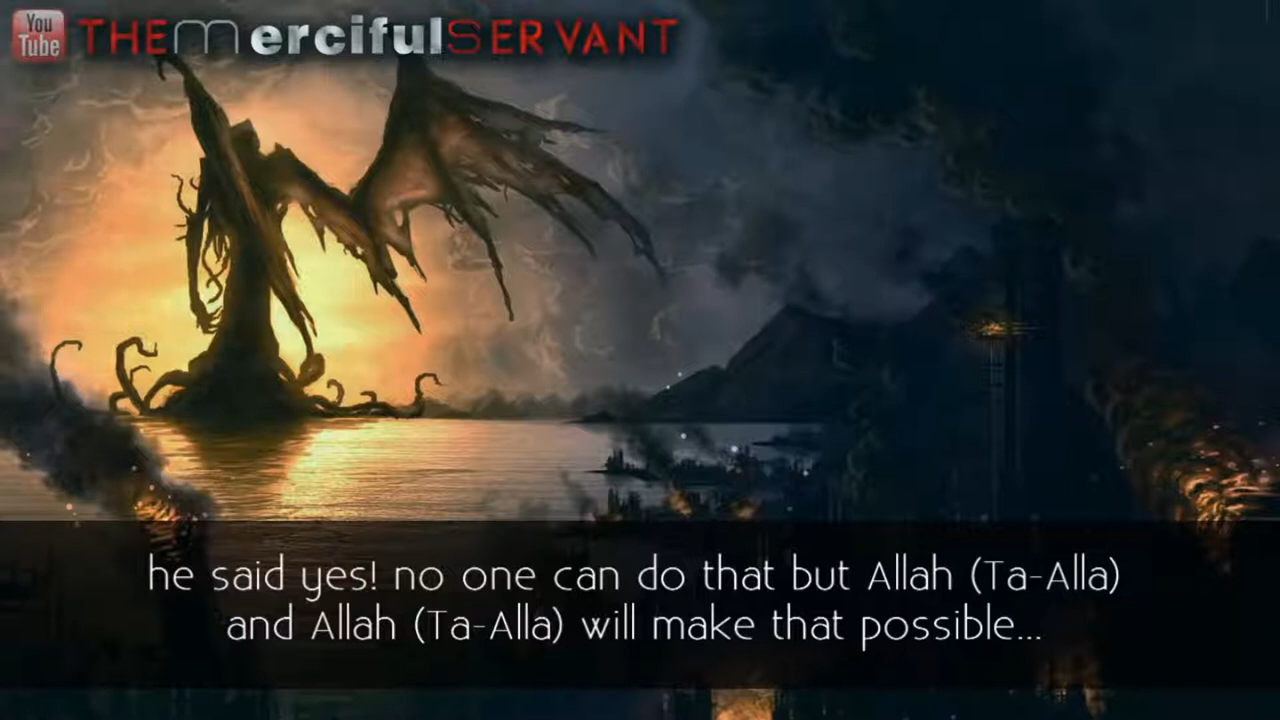 You
Tube
THEMercifulSERVANT
he said yes! no one can do that but Allah (Ta-Alla)
and Allah (Ta-Alla) will make that possible...